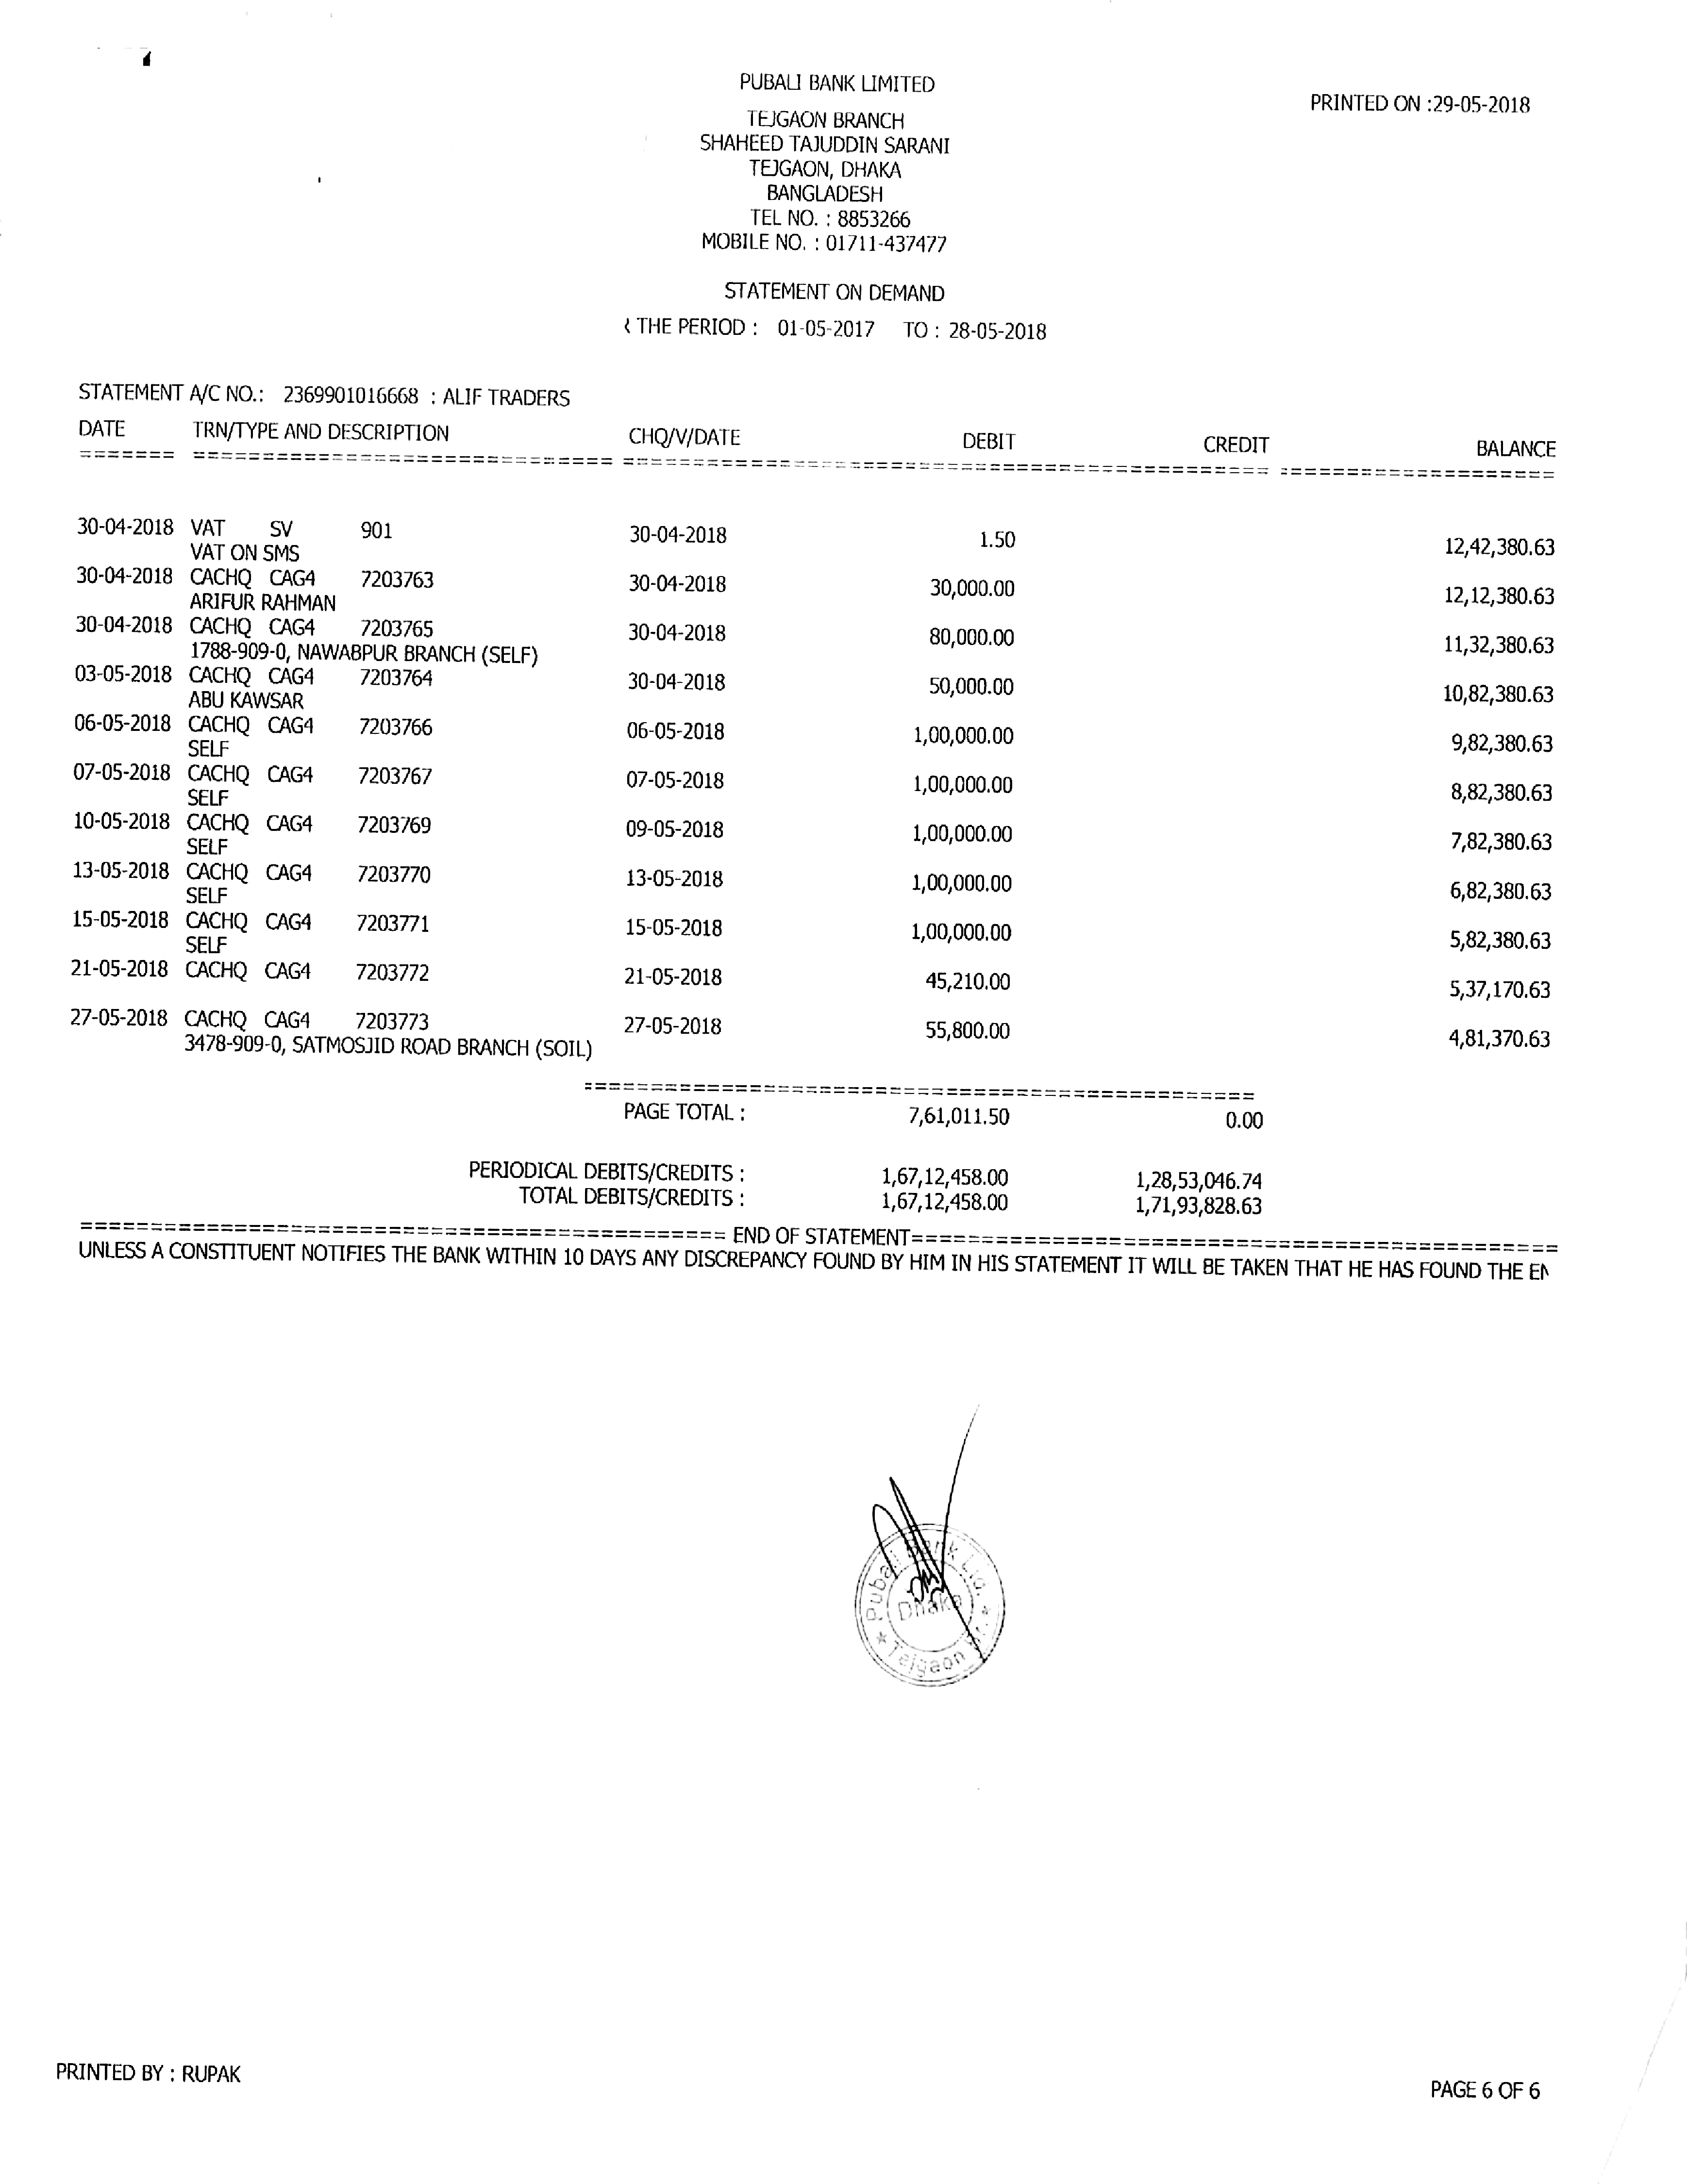 PUBALI BANK LIMITED
PRINTED ON :29-05-2018
TEJGAON BRANCH
SHAHEED TAJUDDIN SARANI
TEJGAON, DHAKA
BANGLADESH
TEL NO. : 8853266
MOBILE NO. : 01711-437477
STATEMENT ON DEMAND
THE PERIOD : 01-05-2017 TO : 28-05-2018
STATEMENT A/C NO.: 2369901016668 : ALIF TRADERS
DATE TRN/TYPE AND DESCRIPTION CHQ/V/DATE DEBIT CREDIT BALANCE
30-04-2018 VAT SV 901 30-04-2018 1.50 12,42,380.63
VAT ON SMS
30-04-2018 CACHQ CAG4 7203763 30-04-2018 30,000.00 12,12,380.63
ARIFUR RAHMAN
30-04-2018 CACHQ CAG4 7203765 30-04-2018 80,000.00 11,32,380.63
1788-909-0, NAWABPUR BRANCH (SELF)
03-05-2018 CACHQ CAG4 7203764 30-04-2018 50,000.00 10,82,380.63
ABU KAWSAR
06-05-2018 CACHQ CAG4 7203766 06-05-2018 1,00,000.00 9,82,380.63
SELF
07-05-2018 CACHQ CAG4 7203767 07-05-2018 1,00,000.00 8,82,380.63
SELF
10-05-2018 CACHQ CAG4 7203769 09-05-2018 1,00,000.00 7,82,380.63
SELF
13-05-2018 CACHQ CAG4 7203770 13-05-2018 1,00,000.00 6,82,380.63
SELF
15-05-2018 CACHQ CAG4 7203771 15-05-2018 1,00,000.00 5,82,380.63
SELF
21-05-2018 CACHQ CAG4 7203772 21-05-2018 45,210.00 5,37,170.63
27-05-2018 CACHQ CAG4 7203773 27-05-2018 55,800.00 4,81,370.63
3478-909-0, SATMOSJID ROAD BRANCH (SOIL)
PAGE TOTAL : 7,61,011.50 0.00
PERIODICAL DEBITS/CREDITS : 1,67,12,458.00 1,28,53,046.74
TOTAL DEBITS/CREDITS : 1,67,12,458.00 1,71,93,828.63
END OF STATEMENT
UNLESS A CONSTITUENT NOTIFIES THE BANK WITHIN 10 DAYS ANY DISCREPANCY FOUND BY HIM IN HIS STATEMENT IT WILL BE TAKEN THAT HE HAS FOUND THE
Pubali Bank Ltd.
Dhaka
Tejgaon Br.
PRINTED BY : RUPAK
PAGE 6 OF 6